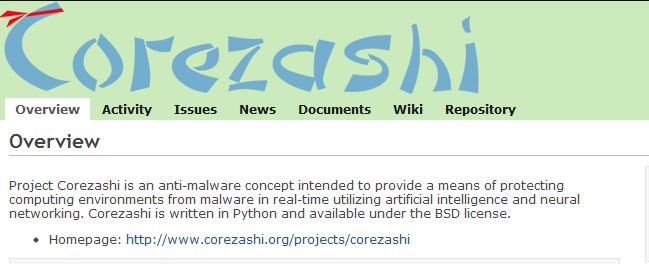 Corezashi
Overview Activity Issues News Documents Wiki Repository
Overview
Project Corezashi is an anti-malware concept intended to provide a means of protecting
computing environments from malware in real-time utilizing artificial intelligence and neural
networking. Corezashi is written in Python and available under the BSD license.
• Homepage: http://www.corezashi.org/projects/corezashi